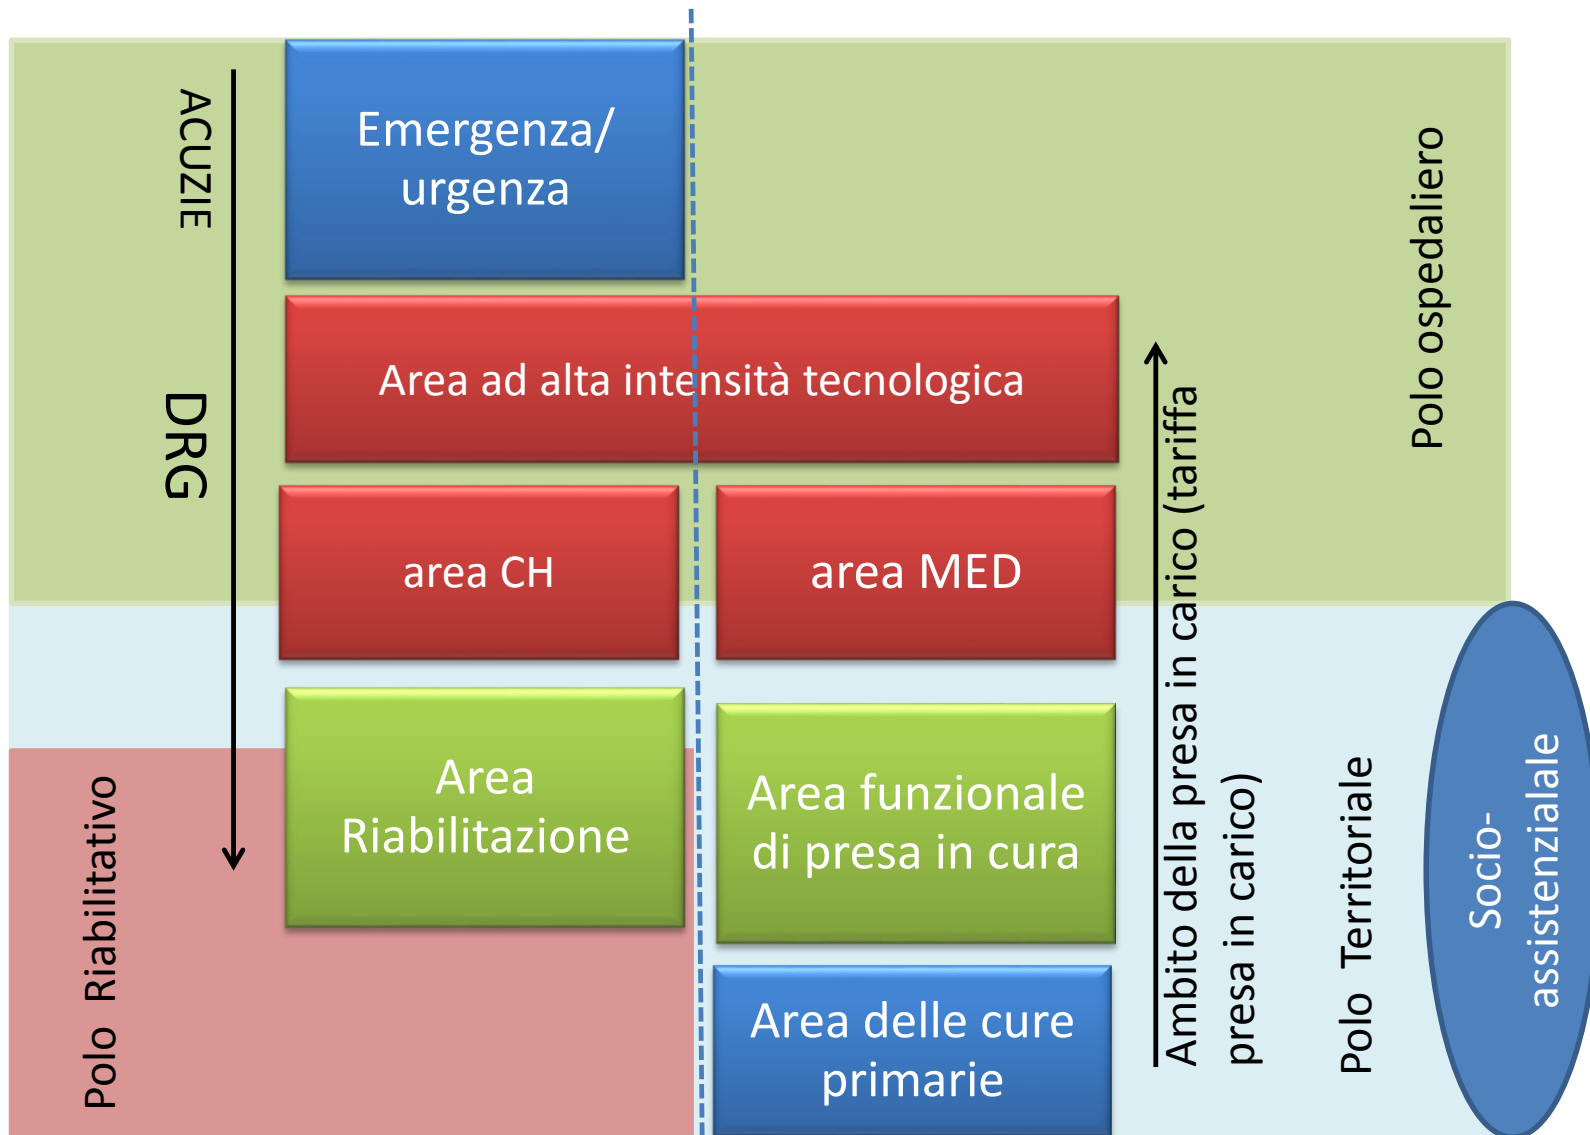 ACUZIE
DRG
Emergenza/
urgenza
Area ad alta intensità tecnologica
area CH
area MED
Area
Riabilitazione
Area funzionale
di presa in cura
Area delle cure
primarie
Ambito della presa in carico (tariffa
presa in carico)
Polo ospedaliero
Polo Riabilitativo
Polo Territoriale
Socio-
assistenzialale